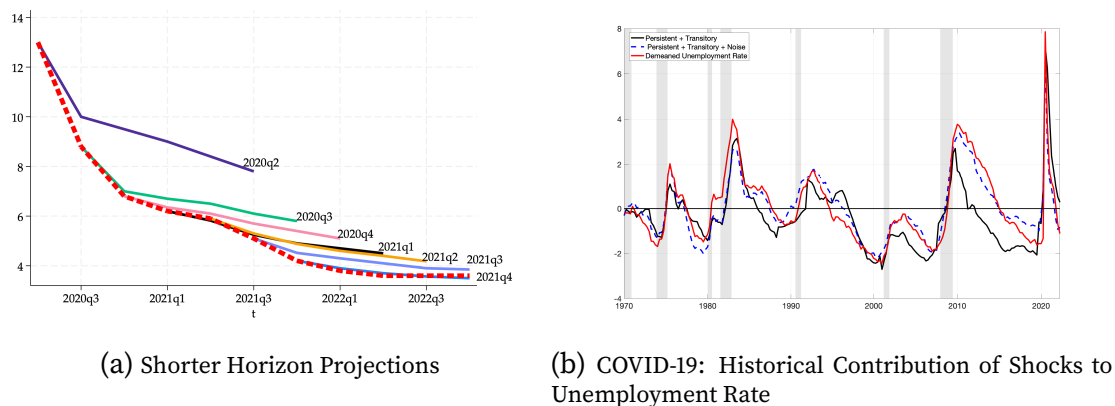 14
12
10
8
6
4
2020q2
2020q3
2020q4
2021q1
2021q2
2021q3
2021q4
2020q3 2021q1 2021q3 2022q1 2022q3
t
(a) Shorter Horizon Projections
8
6
4
2
0
-2
-4
Persistent + Transitory
Persistent + Transitory + Noise
Demeaned Unemployment Rate
1970 1980 1990 2000 2010 2020
(b) COVID-19: Historical Contribution of Shocks to
Unemployment Rate